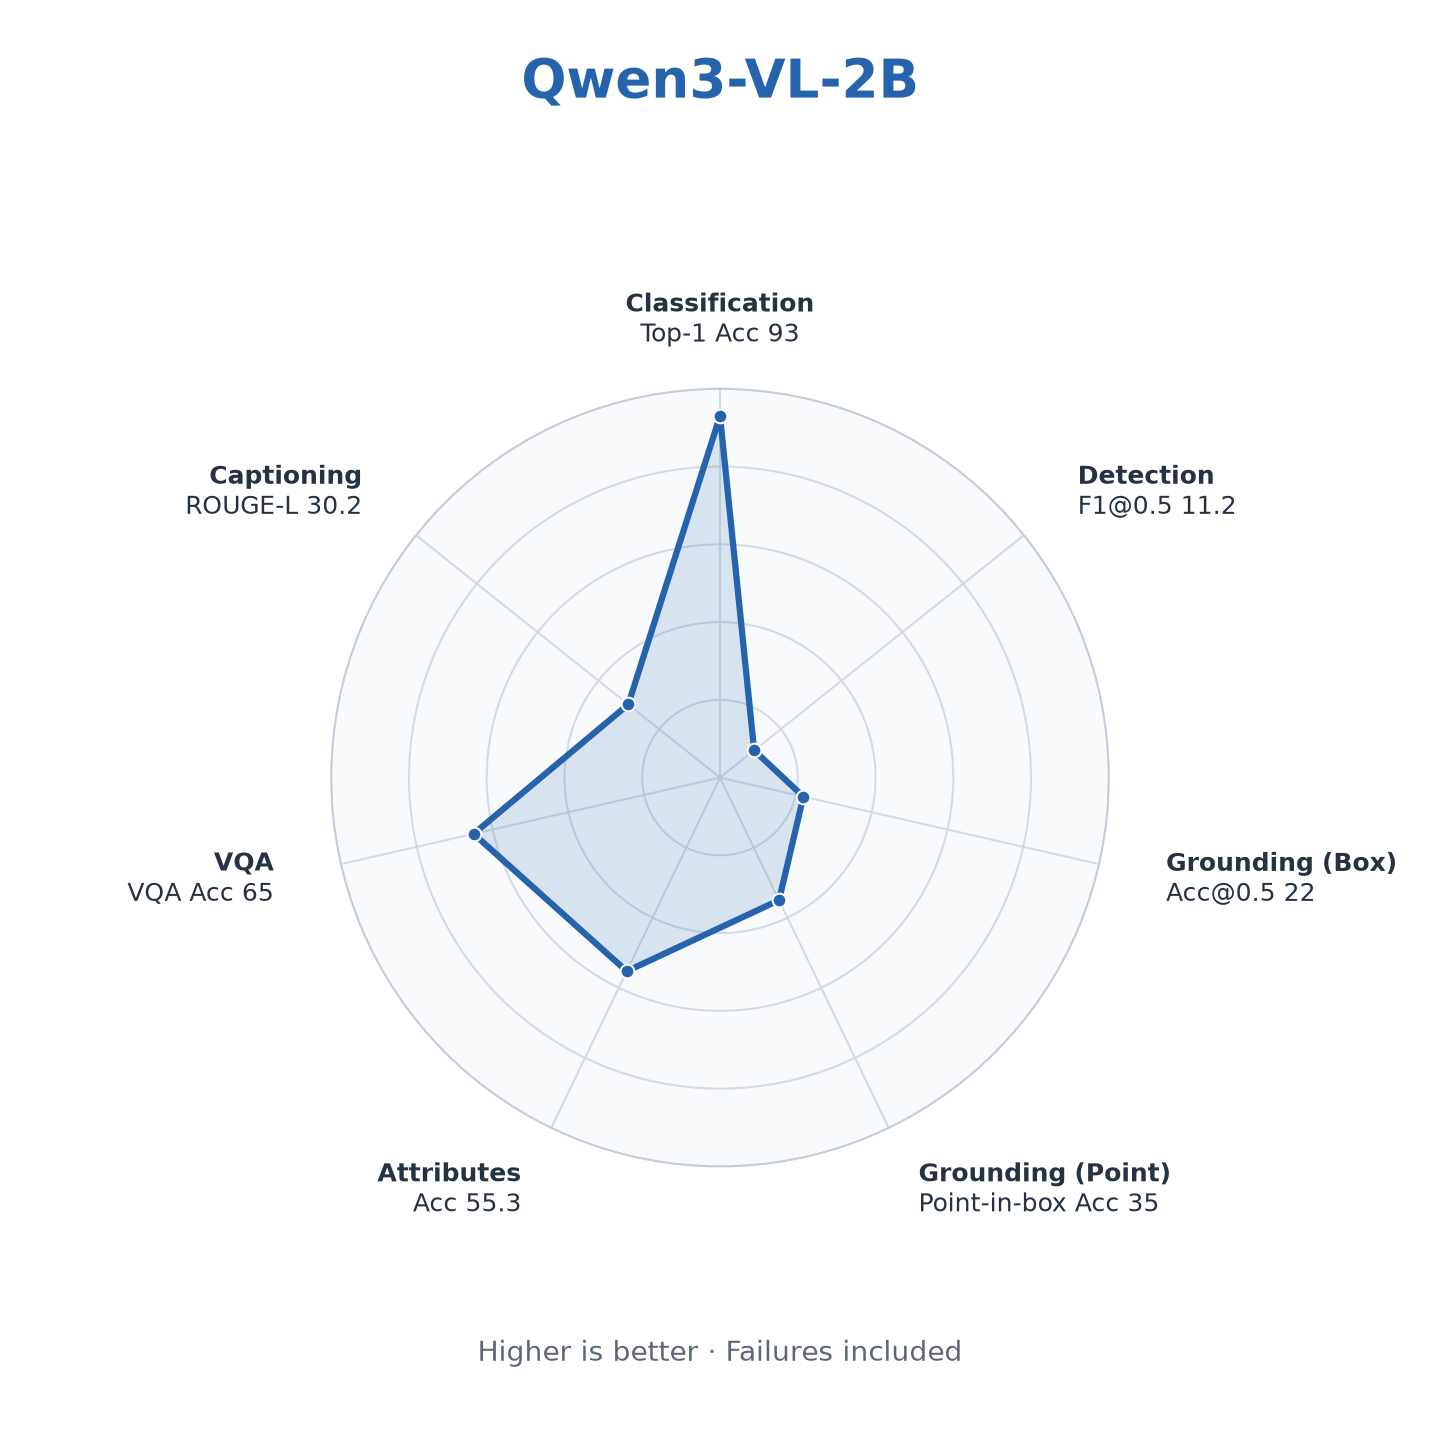 Qwen3-VL-2B
Classification
Top-1 Acc 93
Captioning
ROUGE-L 30.2
Detection
F1@0.5 11.2
VQA
VQA Acc 65
Grounding (Box)
Acc@0.5 22
Attributes
Acc 55.3
Grounding (Point)
Point-in-box Acc 35
Higher is better · Failures included